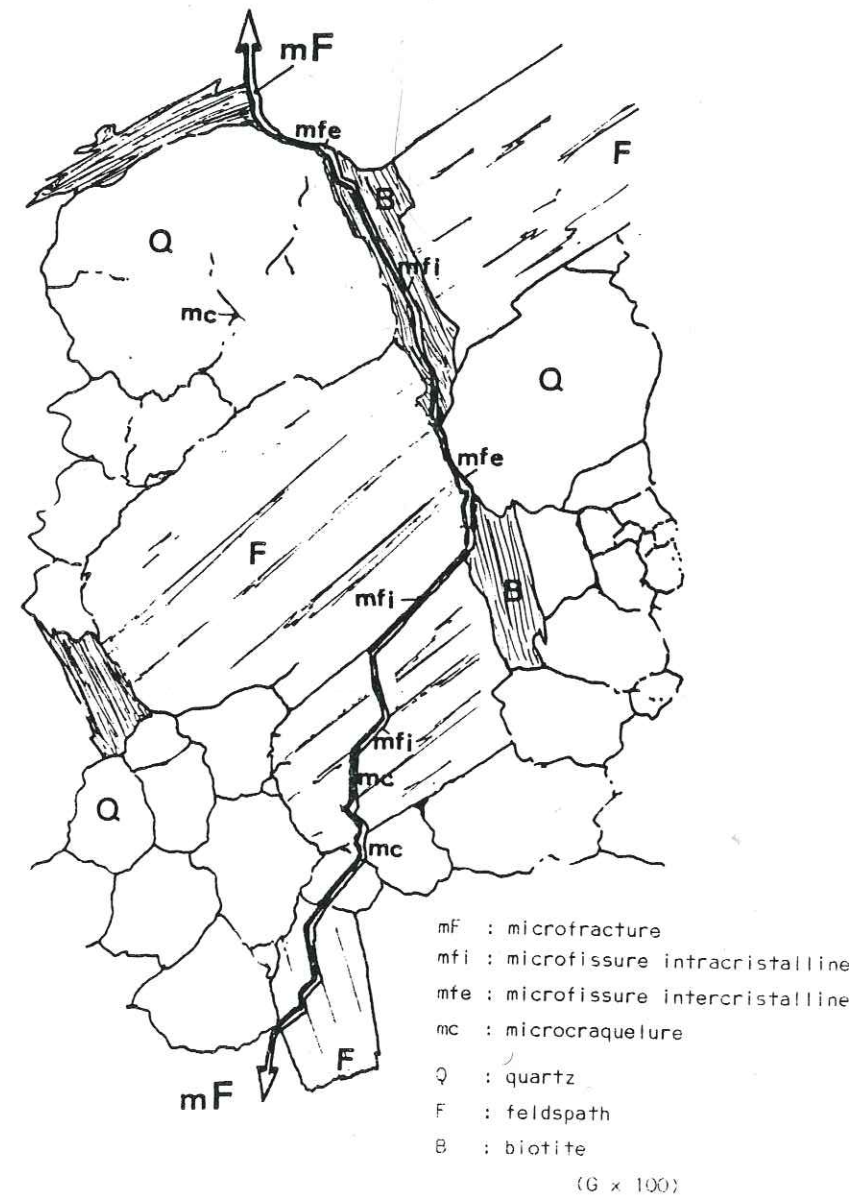 mF
mfe
F
B
Q
mfi
mc
Q
mfe
F
B
mfi
mfi
mc
Q
mc
F
mF
mF : microfracture
mfi : microfissure intracristalline
mfe : microfissure intercristalline
mc : microcraquelure
Q : quartz
F : feldspath
B : biotite
(G x 100)